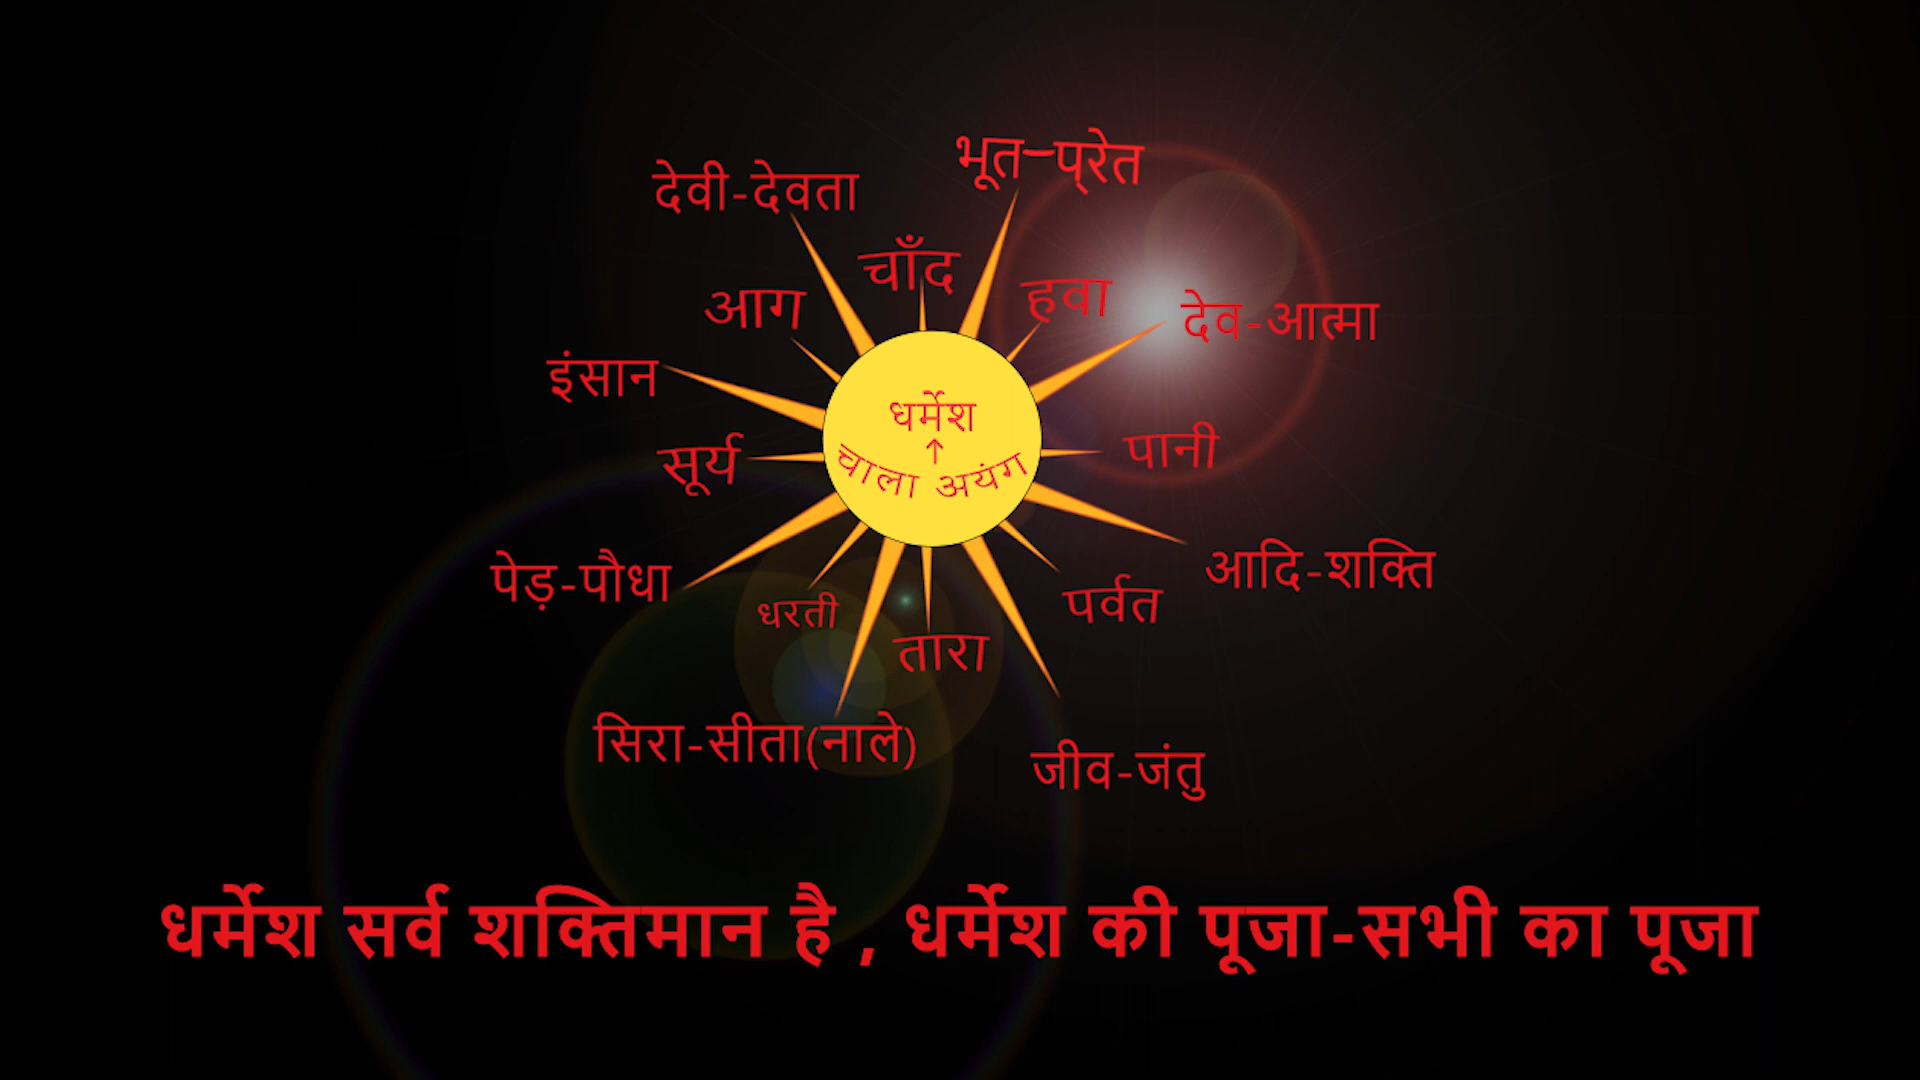 भूत-प्रेत
देवी-देवता
चाँद
हवा
आग
देव-आत्मा
इंसान
धर्मेश
↑
चाला अयंग
सूर्य
पानी
पेड़-पौधा
आदि-शक्ति
धरती
पर्वत
तारा
सिरा-सीता(नाले)
जीव-जंतु
धर्मेश सर्व शक्तिमान है , धर्मेश की पूजा-सभी का पूजा